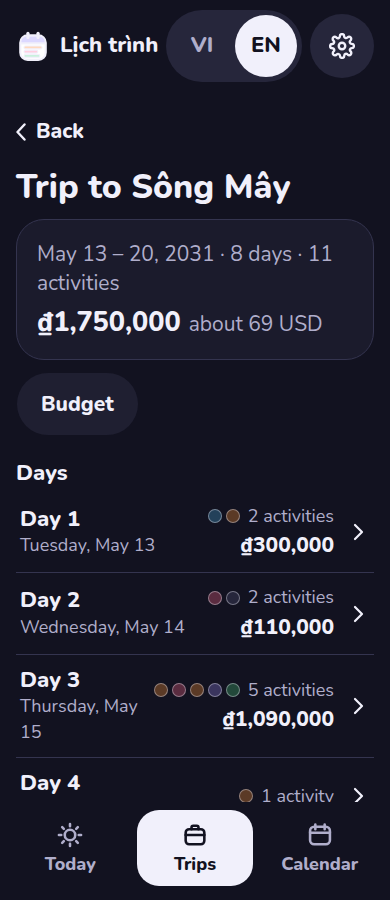 Lịch trình
VI
EN
Back
Trip to Sông Mây
May 13 – 20, 2031 · 8 days · 11
activities
₫1,750,000 about 69 USD
Budget
Days
Day 1
2 activities
Tuesday, May 13
₫300,000
Day 2
2 activities
Wednesday, May 14
₫110,000
Day 3
5 activities
Thursday, May
15
₫1,090,000
Day 4
1 activity
Today
Trips
Calendar